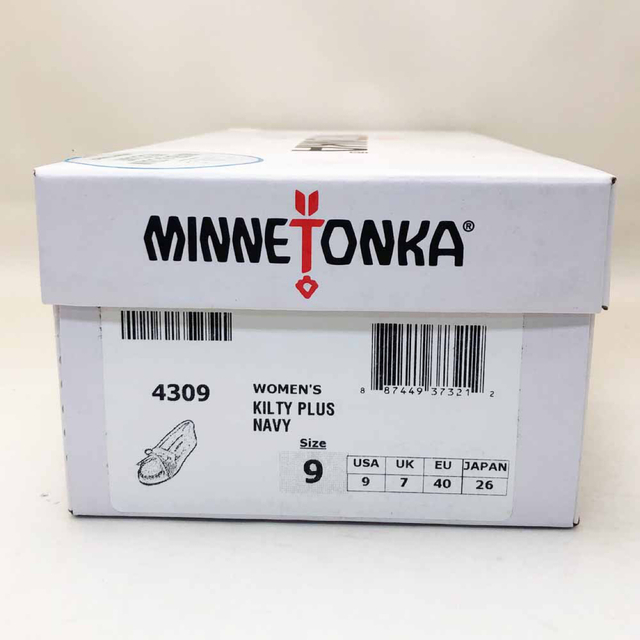 MINNETONKA®
4309
WOMEN'S
KILTY PLUS
NAVY
Size
9
USA UK EU JAPAN
9 7 40 26
8 87449 37321 2